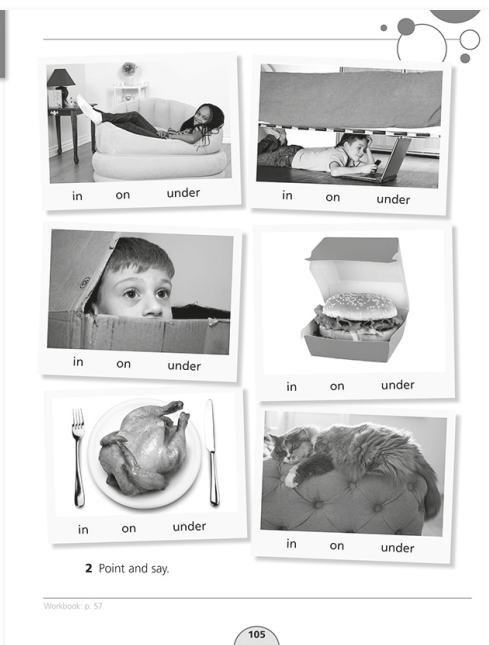 in on under
in on under
in on under
in on under
in on under
in on under
2 Point and say.
Workbook: p. 57
105